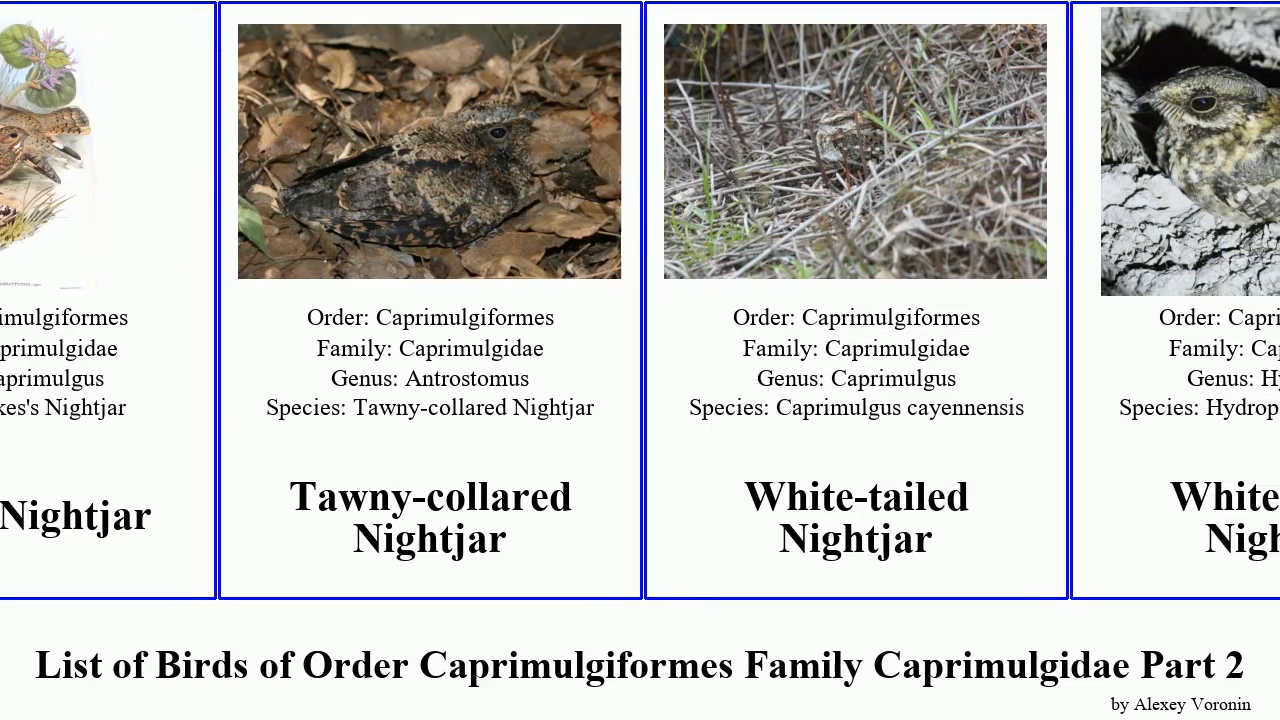 imulgiformes
primulgidae
aprimulgus
kes's Nightjar
Nightjar
Order: Caprimulgiformes
Family: Caprimulgidae
Genus: Antrostomus
Species: Tawny-collared Nightjar
Tawny-collared
Nightjar
Order: Caprimulgiformes
Family: Caprimulgidae
Genus: Caprimulgus
Species: Caprimulgus cayennensis
White-tailed
Nightjar
Order: Capri
Family: Ca
Genus: Hy
Species: Hydrop
White
Nigh
List of Birds of Order Caprimulgiformes Family Caprimulgidae Part 2
by Alexey Voronin